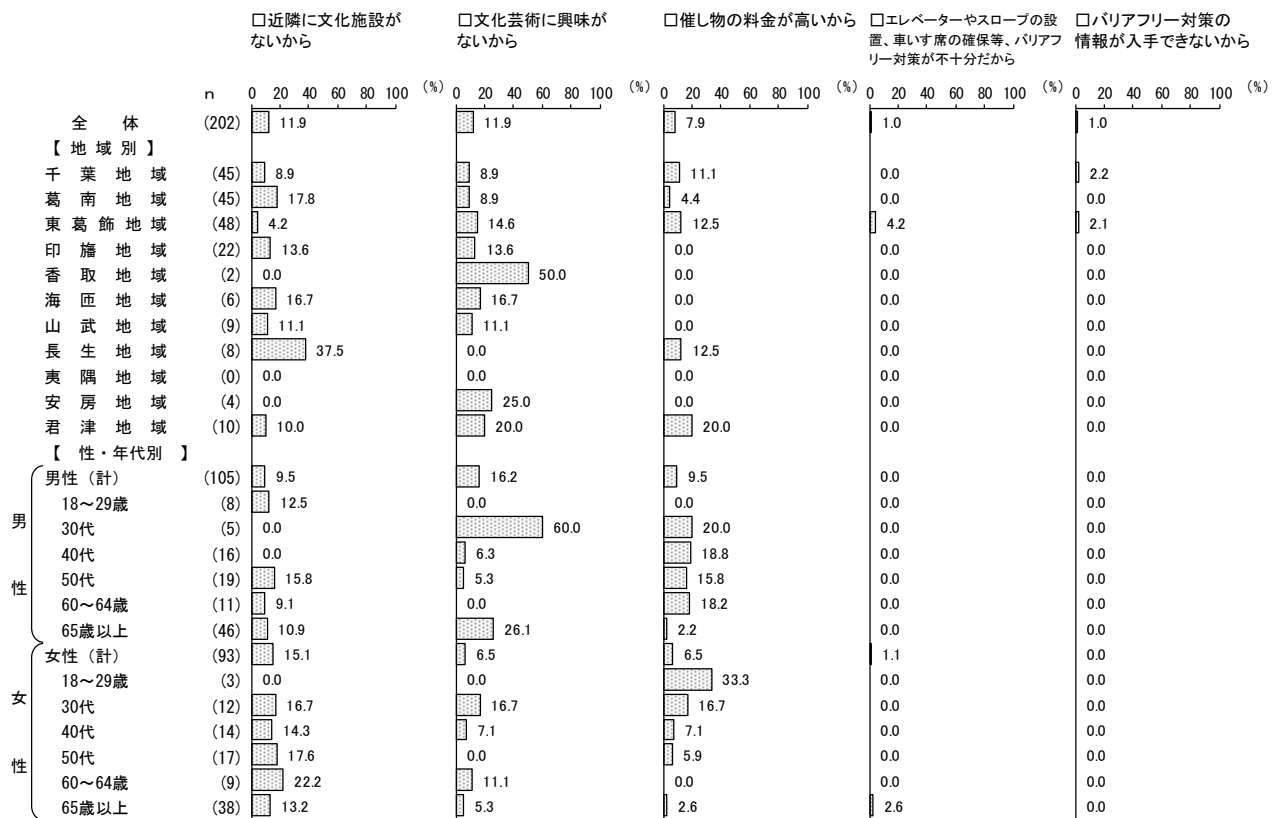 □近隣に文化施設が
ないから
□文化芸術に興味が
ないから
□催し物の料金が高いから
□エレベーターやスロープの設
置、車いす席の確保等、バリアフ
リー対策が不十分だから
□バリアフリー対策の
情報が入手できないから
n 0 20 40 60 80 100 (%) 0 20 40 60 80 100 (%) 0 20 40 60 80 100 (%) 0 20 40 60 80 100 (%) 0 20 40 60 80 100 (%)
全体 (202) 11.9 11.9 7.9 1.0 1.0
【地域別】
千葉地域 (45) 8.9 8.9 11.1 0.0 2.2
葛南地域 (45) 17.8 8.9 4.4 0.0 0.0
東葛飾地域 (48) 4.2 14.6 12.5 4.2 2.1
印旛地域 (22) 13.6 13.6 0.0 0.0 0.0
香取地域 (2) 0.0 50.0 0.0 0.0 0.0
海匝地域 (6) 16.7 16.7 0.0 0.0 0.0
山武地域 (9) 11.1 11.1 0.0 0.0 0.0
長生地域 (8) 37.5 0.0 12.5 0.0 0.0
夷隅地域 (0) 0.0 0.0 0.0 0.0 0.0
安房地域 (4) 0.0 25.0 0.0 0.0 0.0
君津地域 (10) 10.0 20.0 20.0 0.0 0.0
【 性・年代別 】
男性
男性（計） (105) 9.5 16.2 9.5 0.0 0.0
18～29歳 (8) 12.5 0.0 0.0 0.0 0.0
30代 (5) 0.0 60.0 20.0 0.0 0.0
40代 (16) 0.0 6.3 18.8 0.0 0.0
50代 (19) 15.8 5.3 15.8 0.0 0.0
60～64歳 (11) 9.1 0.0 18.2 0.0 0.0
65歳以上 (46) 10.9 26.1 2.2 0.0 0.0
女性
女性（計） (93) 15.1 6.5 6.5 1.1 0.0
18～29歳 (3) 0.0 0.0 33.3 0.0 0.0
30代 (12) 16.7 16.7 16.7 0.0 0.0
40代 (14) 14.3 7.1 7.1 0.0 0.0
50代 (17) 17.6 0.0 5.9 0.0 0.0
60～64歳 (9) 22.2 11.1 0.0 0.0 0.0
65歳以上 (38) 13.2 5.3 2.6 2.6 0.0